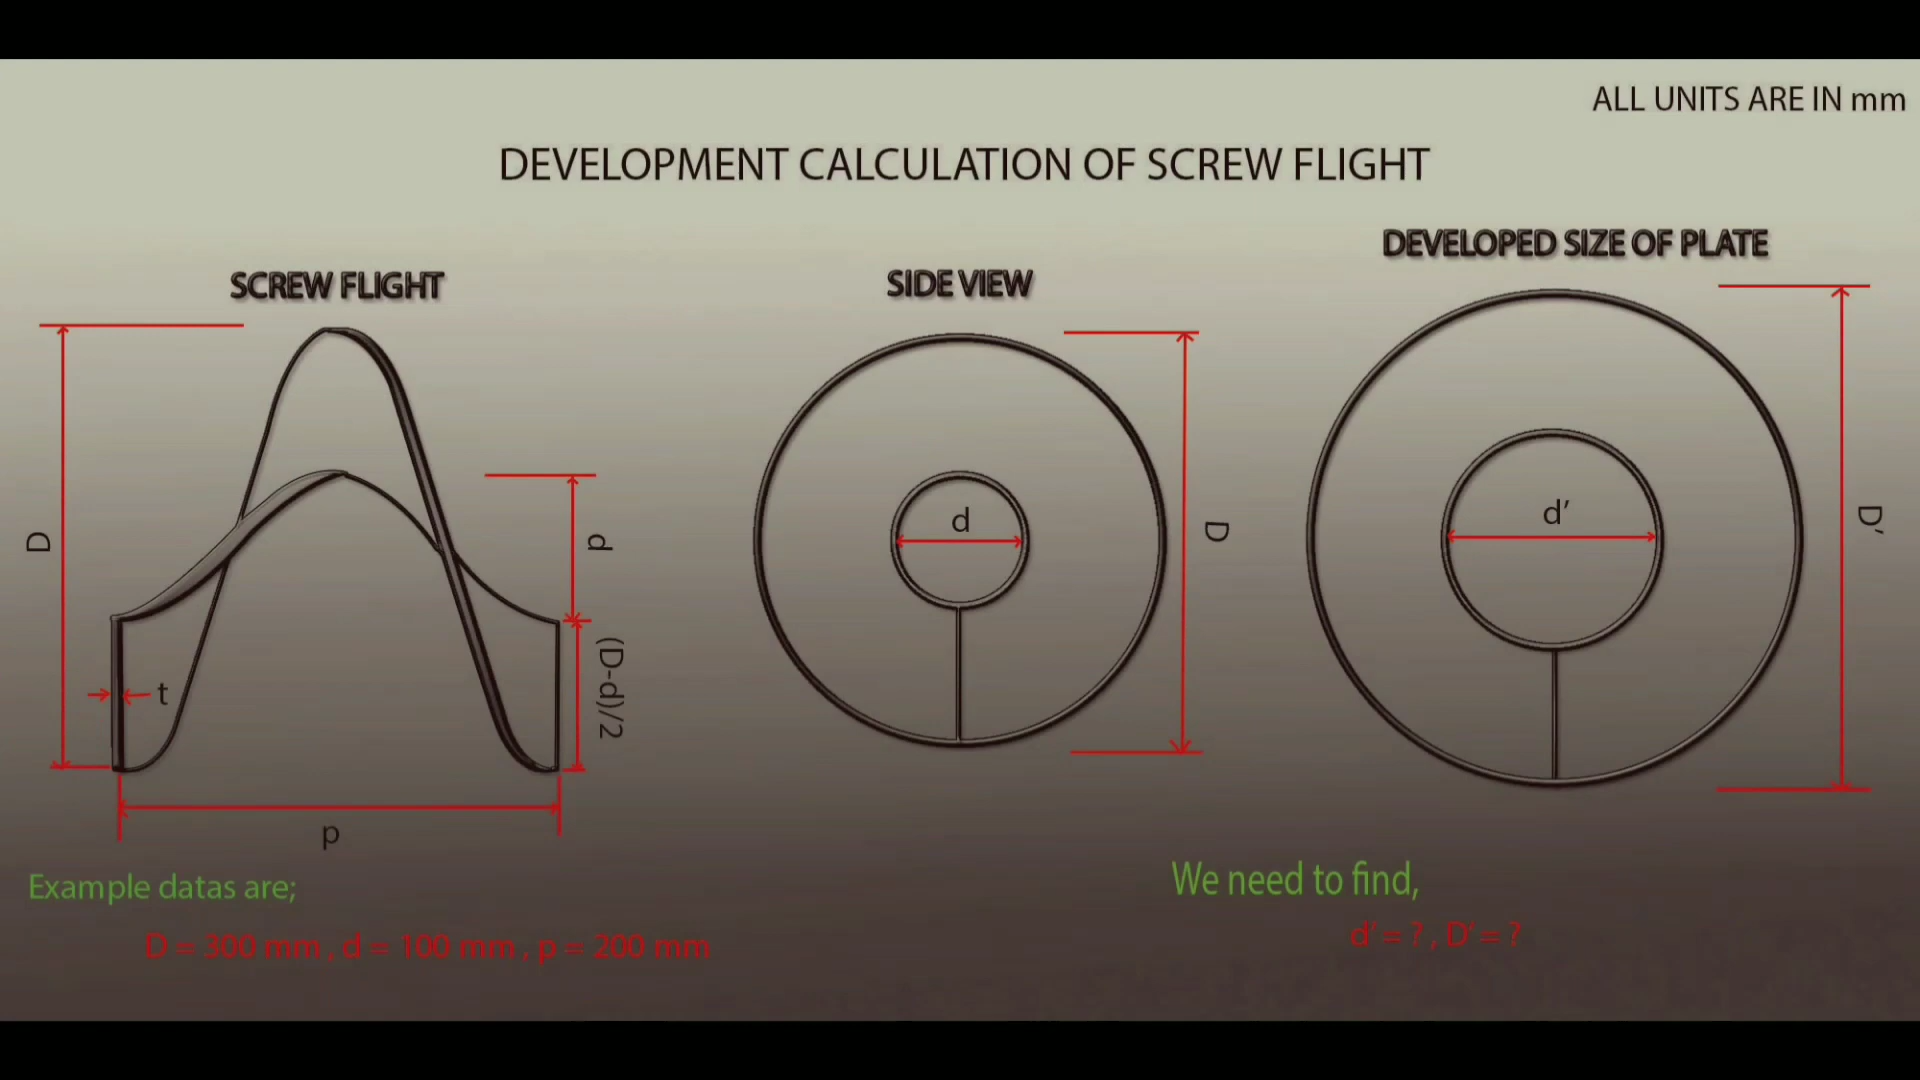 ALL UNITS ARE IN mm
DEVELOPMENT CALCULATION OF SCREW FLIGHT
SCREW FLIGHT
SIDE VIEW
DEVELOPED SIZE OF PLATE
D
d
(D-d)/2
t
p
d
D
d'
D'
Example datas are;
D = 300 mm , d = 100 mm , p = 200 mm
We need to find,
d' = ? , D' = ?